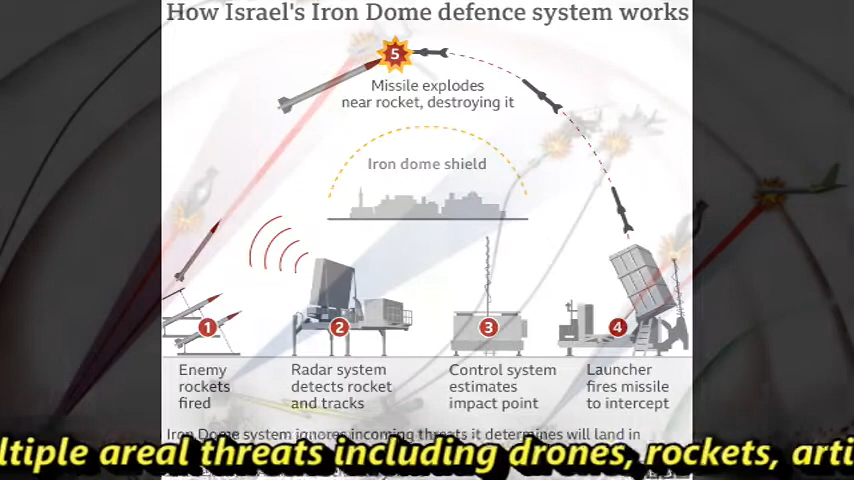 How Israel's Iron Dome defence system works
5
Missile explodes
near rocket, destroying it
Iron dome shield
1
2
3
4
Enemy
rockets
fired
Radar system
detects rocket
and tracks
Control system
estimates
impact point
Launcher
fires missile
to intercept
Iron Dome system ignores incoming threats it determines will land in
ltiple areal threats including drones, rockets, arti